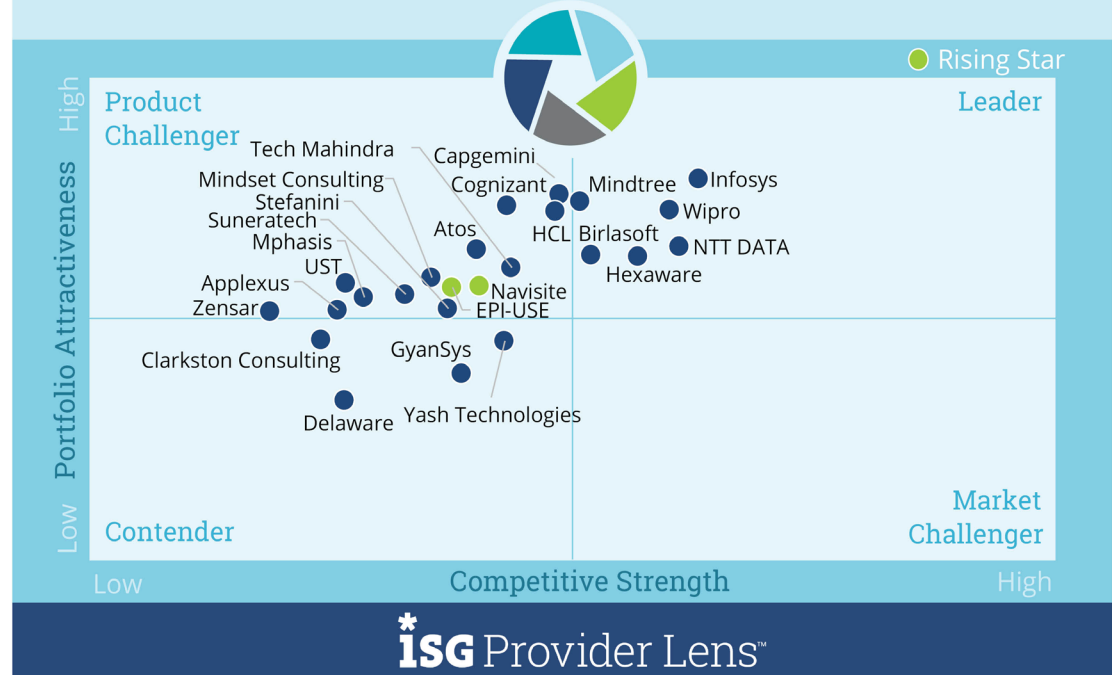 Rising Star
High
Product
Challenger
Leader
Tech Mahindra
Capgemini
Mindset Consulting
Cognizant
Mindtree
Infosys
Stefanini
Suneratech
Wipro
Atos
HCL
Birlasoft
Mphasis
NTT DATA
UST
Hexaware
Applexus
Navisite
Zensar
EPI-USE
Clarkston Consulting
GyanSys
Delaware
Yash Technologies
Portfolio Attractiveness
Low
Contender
Market
Challenger
Low
Competitive Strength
High
ISG Provider Lens™